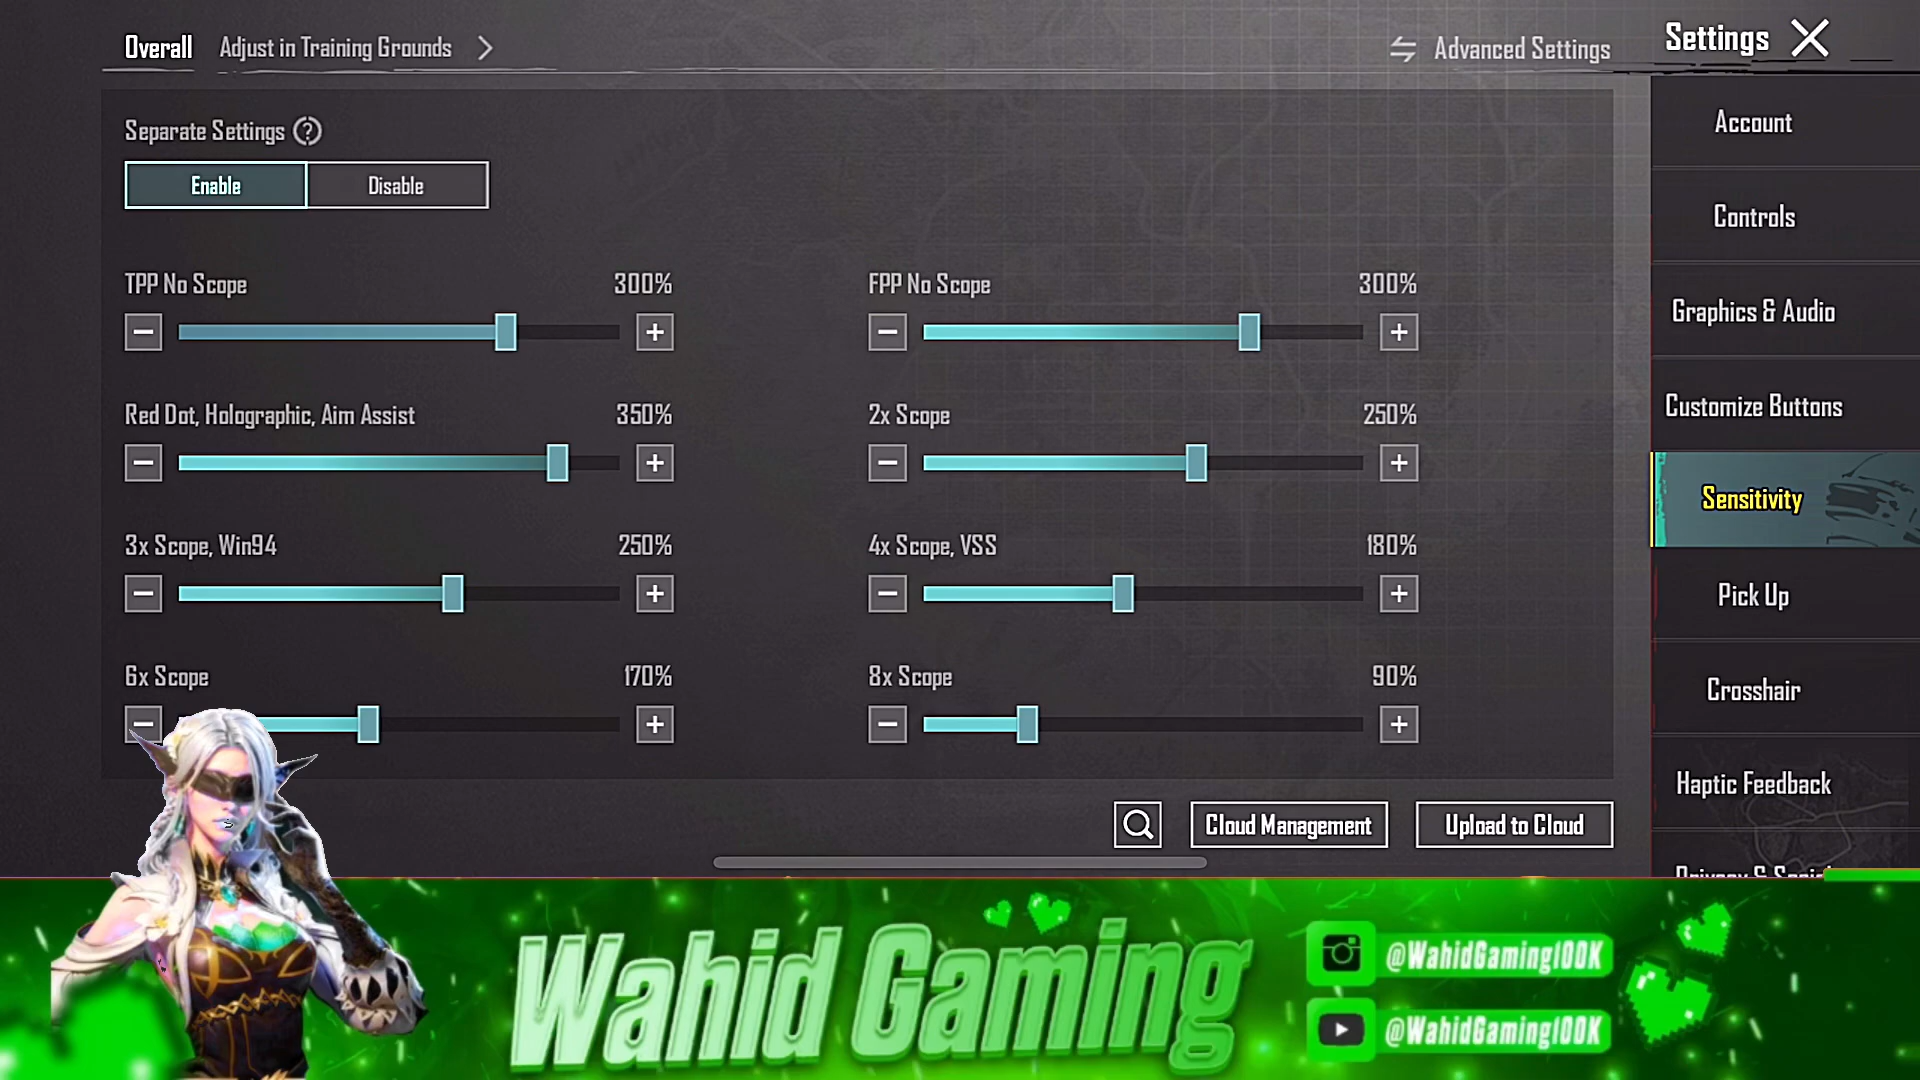 Overall
Adjust in Training Grounds
Advanced Settings
Settings
Separate Settings
Enable
Disable
TPP No Scope 300%
FPP No Scope 300%
Red Dot, Holographic, Aim Assist 350%
2x Scope 250%
3x Scope, Win94 250%
4x Scope, VSS 180%
6x Scope 170%
8x Scope 90%
Cloud Management
Upload to Cloud
Account
Controls
Graphics & Audio
Customize Buttons
Sensitivity
Pick Up
Crosshair
Haptic Feedback
Wahid Gaming
@WahidGaming100K
@WahidGaming100K